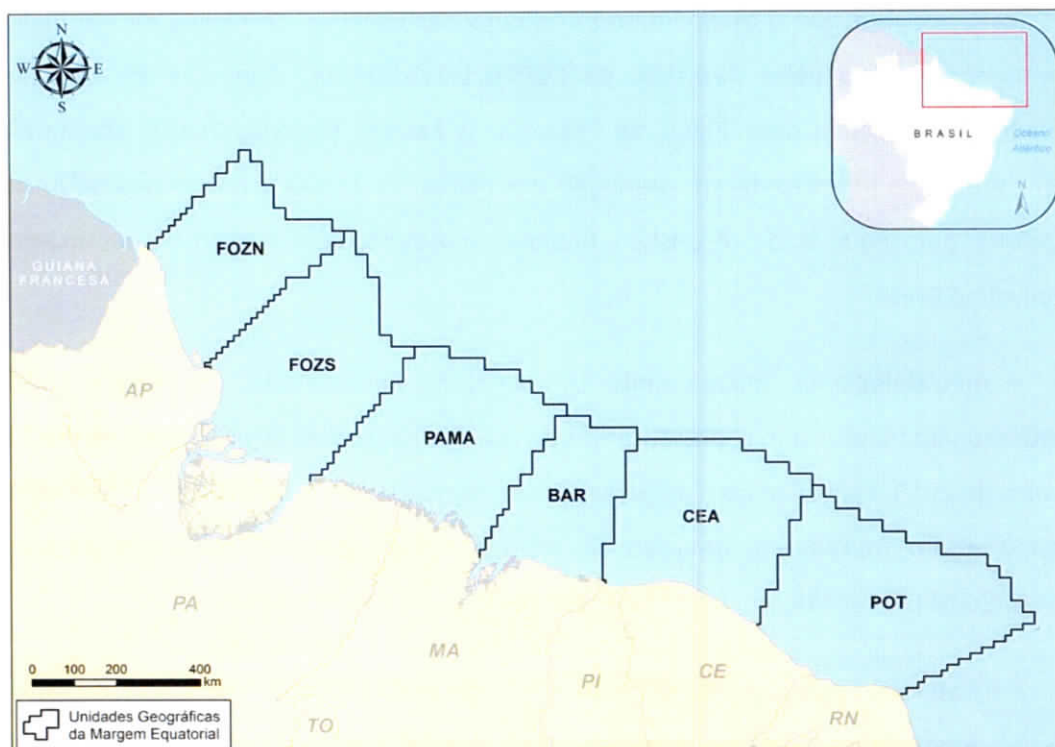 N
W E
S
BRASIL
Oceano
Atlântico
N
FOZN
GUIANA
FRANCESA
FOZS
AP
PAMA
BAR
CEA
POT
PA
MA
PI
CE
RN
TO
0 100 200 400
km
Unidades Geográficas
da Margem Equatorial